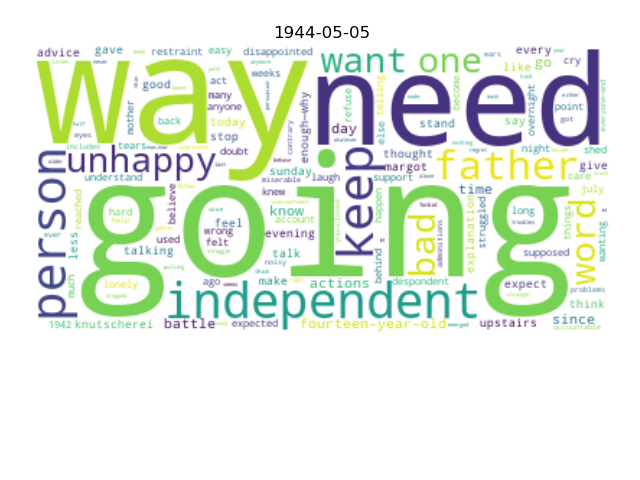 1944-05-05
advice gave restraint easy disappointed want one every
way need
good act weeks like go cry
many anyone refuse telling become overnight
mother back today day else stand say point
eyes stop enough—why got
half tears doubt contrary
includes sunday laugh thought margot night shed
unhappy keep father give
understand miserable support care
person going
reached believe knew time july
hard know account happen bad explanation struggled long things word
help feel
ever less used wrong felt evening admonitions wanting
talking talk behind supposed
much noisy
lonely ago make actions despondent expect problems
independent think
1942 knutscherei battle expected fourteen-year-old upstairs since
accountable